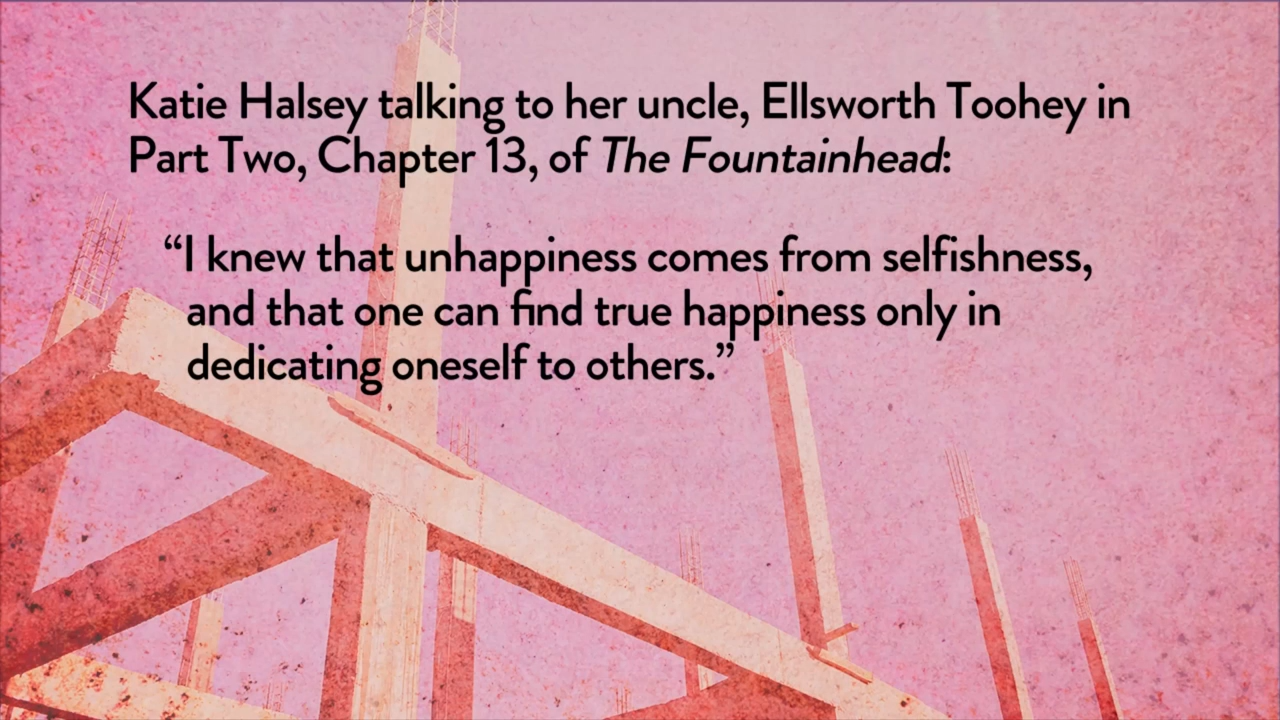 Katie Halsey talking to her uncle, Ellsworth Toohey in
Part Two, Chapter 13, of The Fountainhead:
“I knew that unhappiness comes from selfishness,
and that one can find true happiness only in
dedicating oneself to others.”